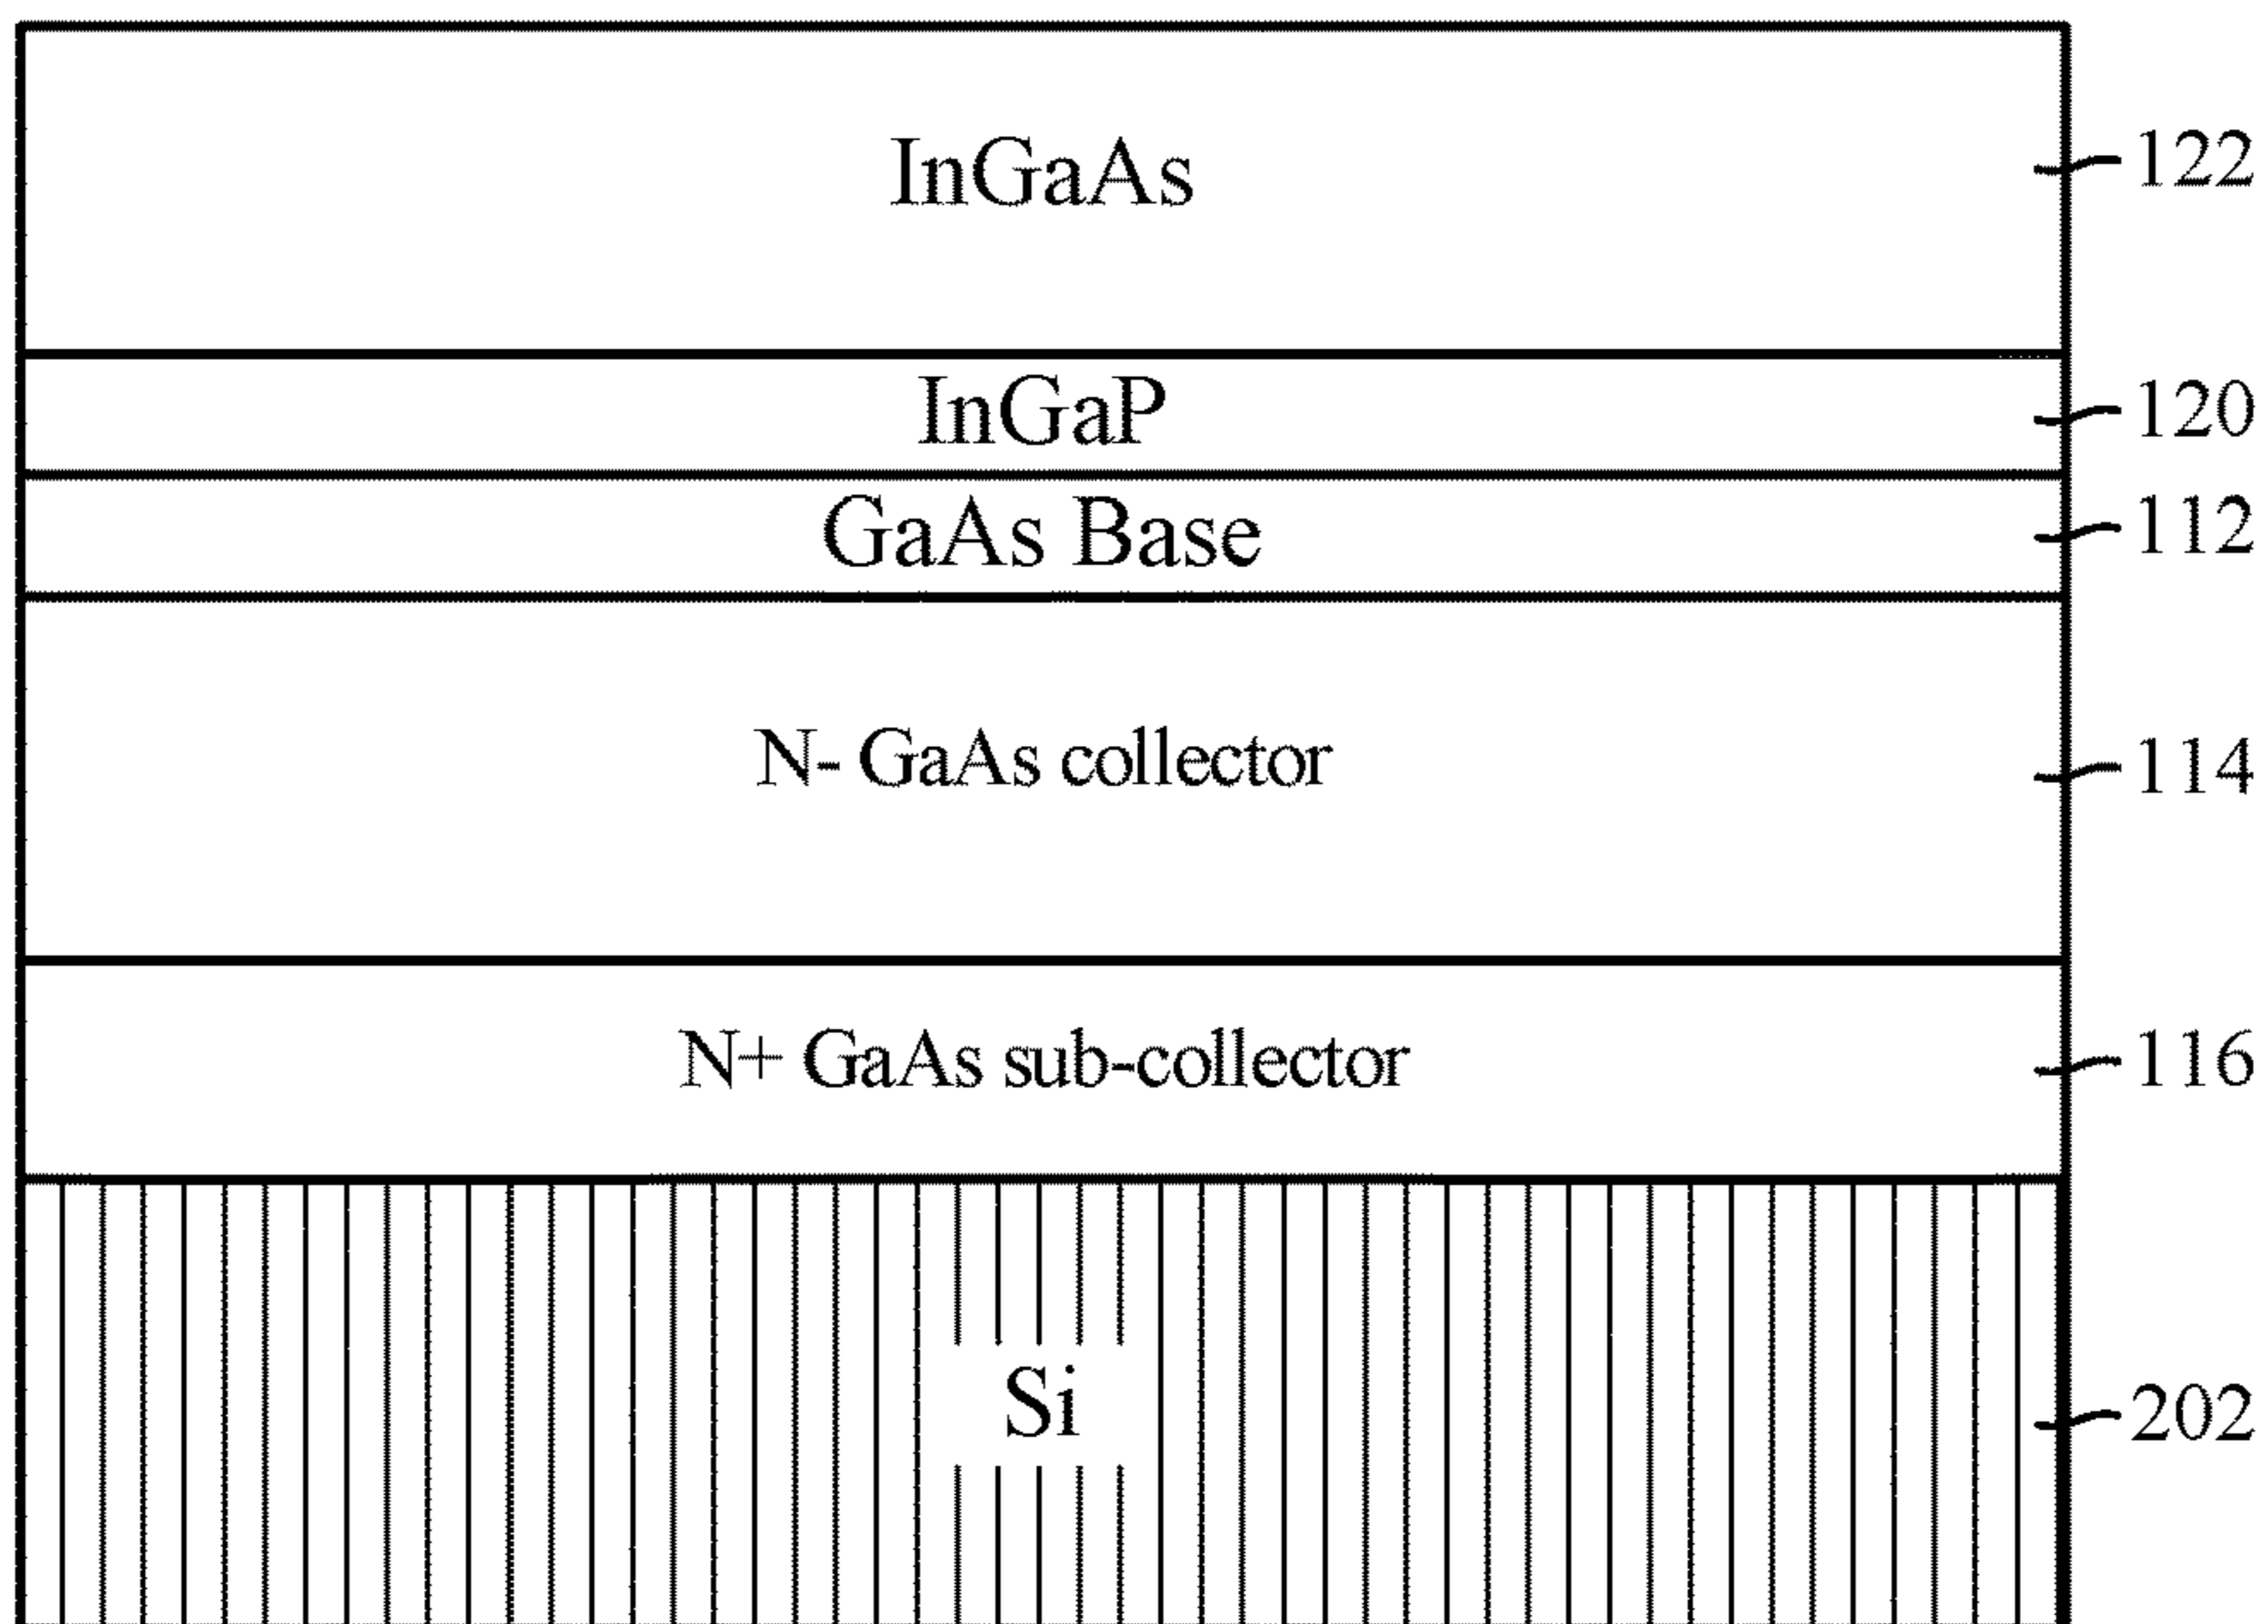 InGaAs 122
InGaP 120
GaAs Base 112
N- GaAs collector 114
N+ GaAs sub-collector 116
Si 202